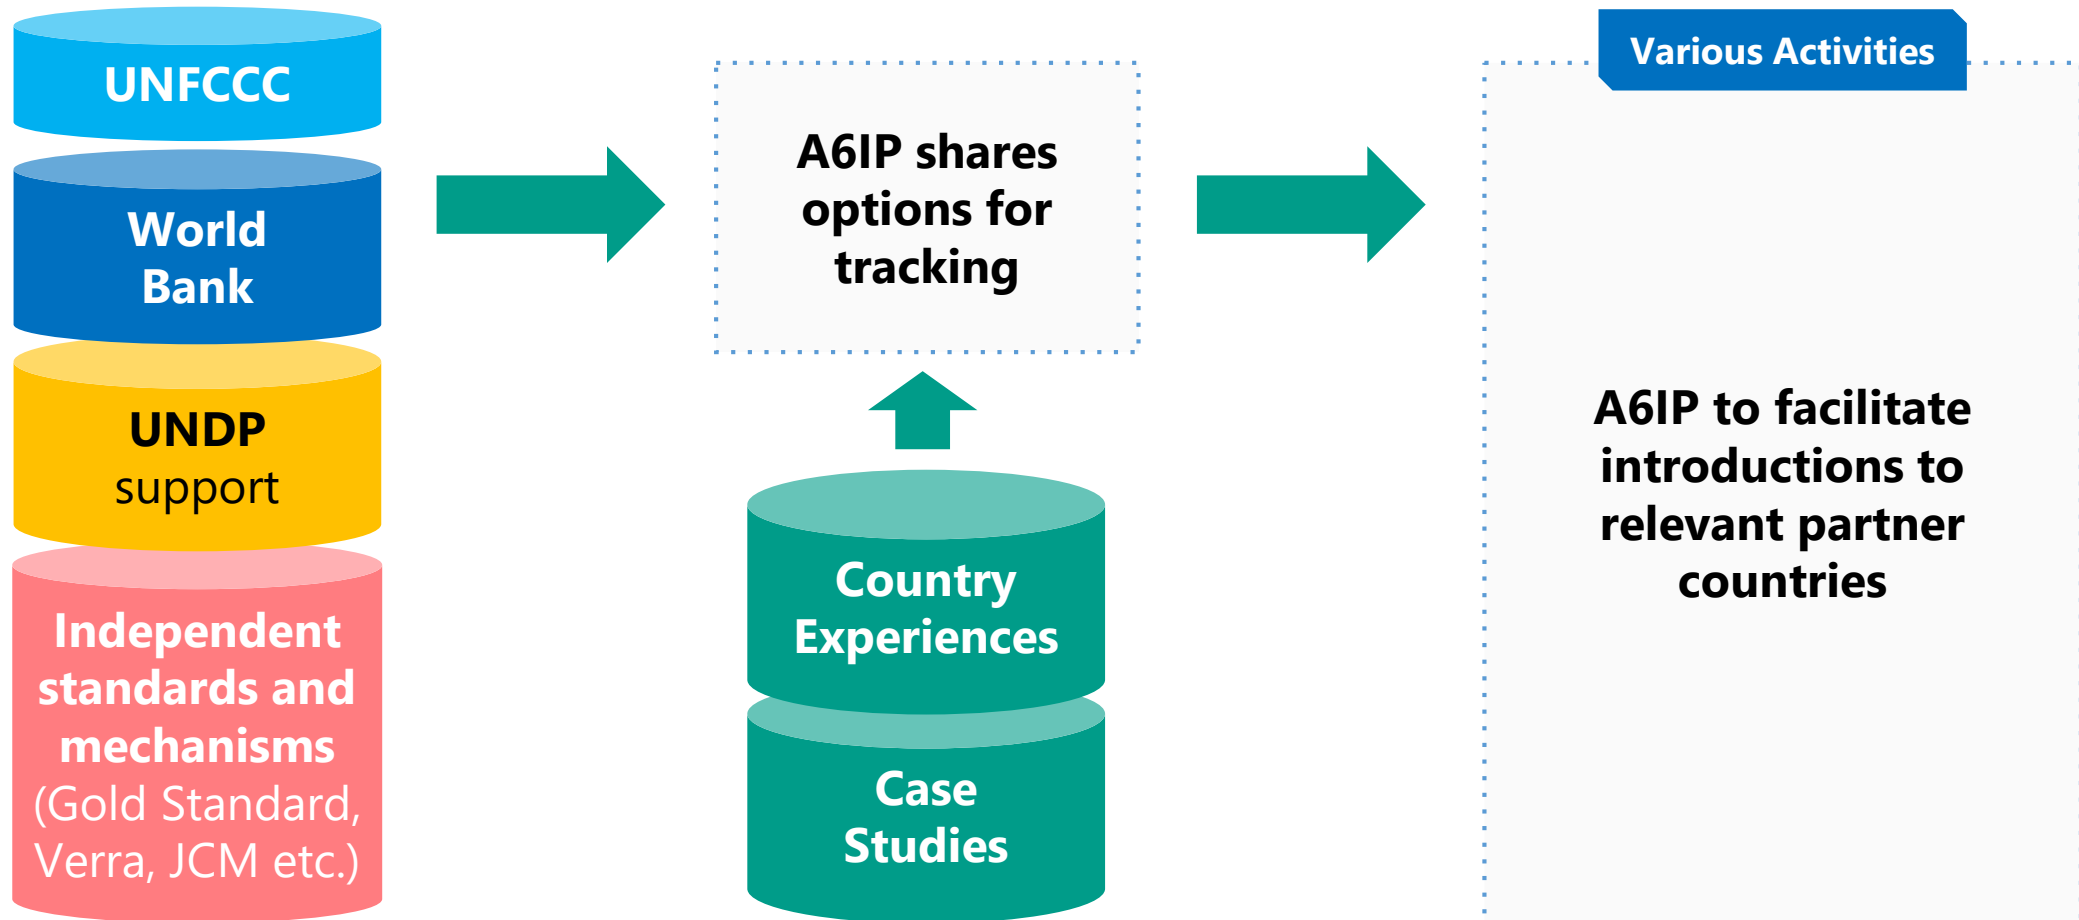 UNFCCC
World
Bank
UNDP
support
Independent
standards and
mechanisms
(Gold Standard,
Verra, JCM etc.)
A6IP shares
options for
tracking
Country
Experiences
Case
Studies
Various Activities
A6IP to facilitate
introductions to
relevant partner
countries